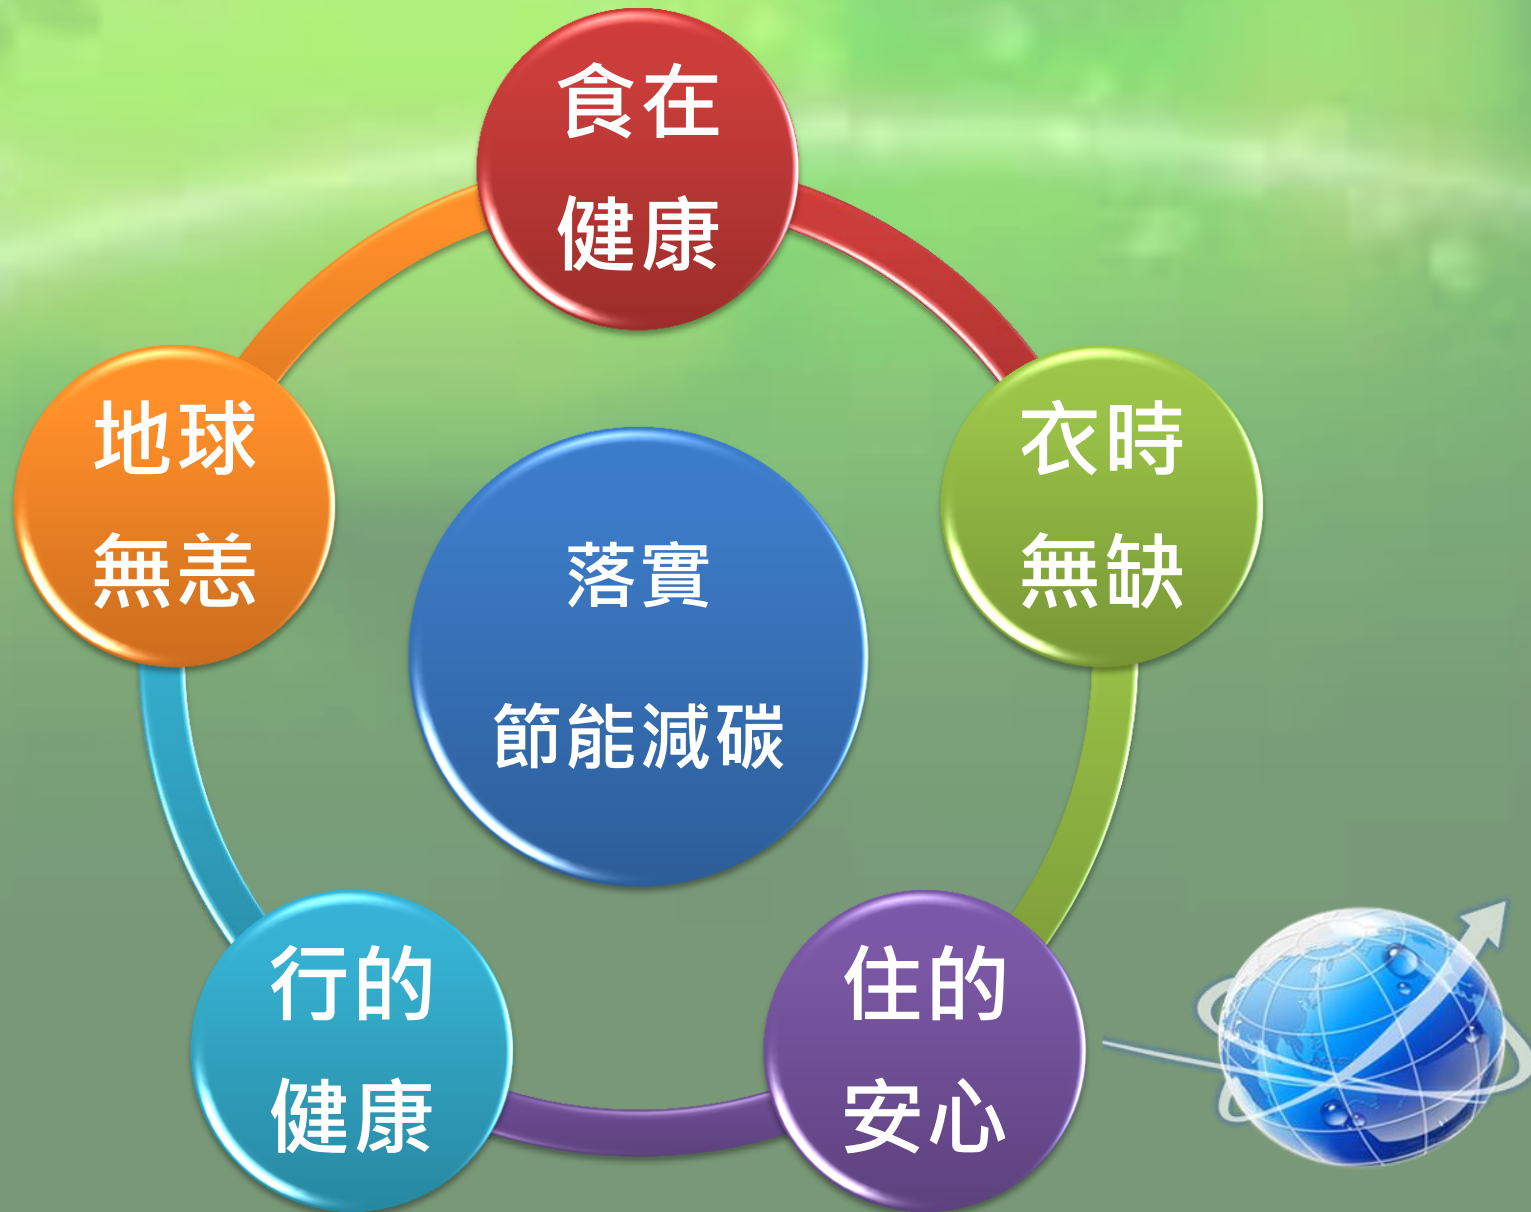 食在
健康
衣時
無缺
住的
安心
行的
健康
地球
無恙
落實
節能減碳